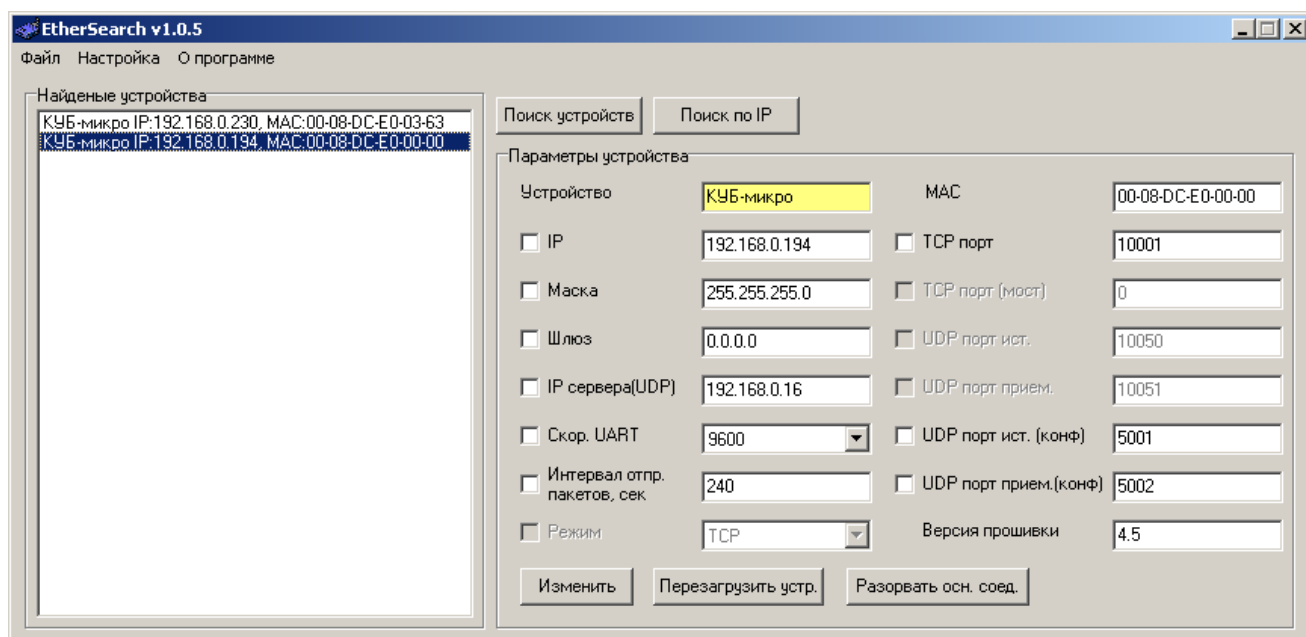 EtherSearch v1.0.5
Файл Настройка О программе
Найденые устройства
КУБ-микро IP:192.168.0.230, MAC:00-08-DC-E0-03-63
КУБ-микро IP:192.168.0.194, MAC:00-08-DC-E0-00-00
Поиск устройств Поиск по IP
Параметры устройства
Устройство КУБ-микро MAC 00-08-DC-E0-00-00
IP 192.168.0.194 TCP порт 10001
Маска 255.255.255.0 TCP порт (мост) 0
Шлюз 0.0.0.0 UDP порт ист. 10050
IP сервера(UDP) 192.168.0.16 UDP порт прием. 10051
Скор. UART 9600 UDP порт ист. (конф) 5001
Интервал отпр.
пакетов, сек 240 UDP порт прием.(конф) 5002
Режим TCP Версия прошивки 4.5
Изменить Перезагрузить устр. Разорвать осн. соед.